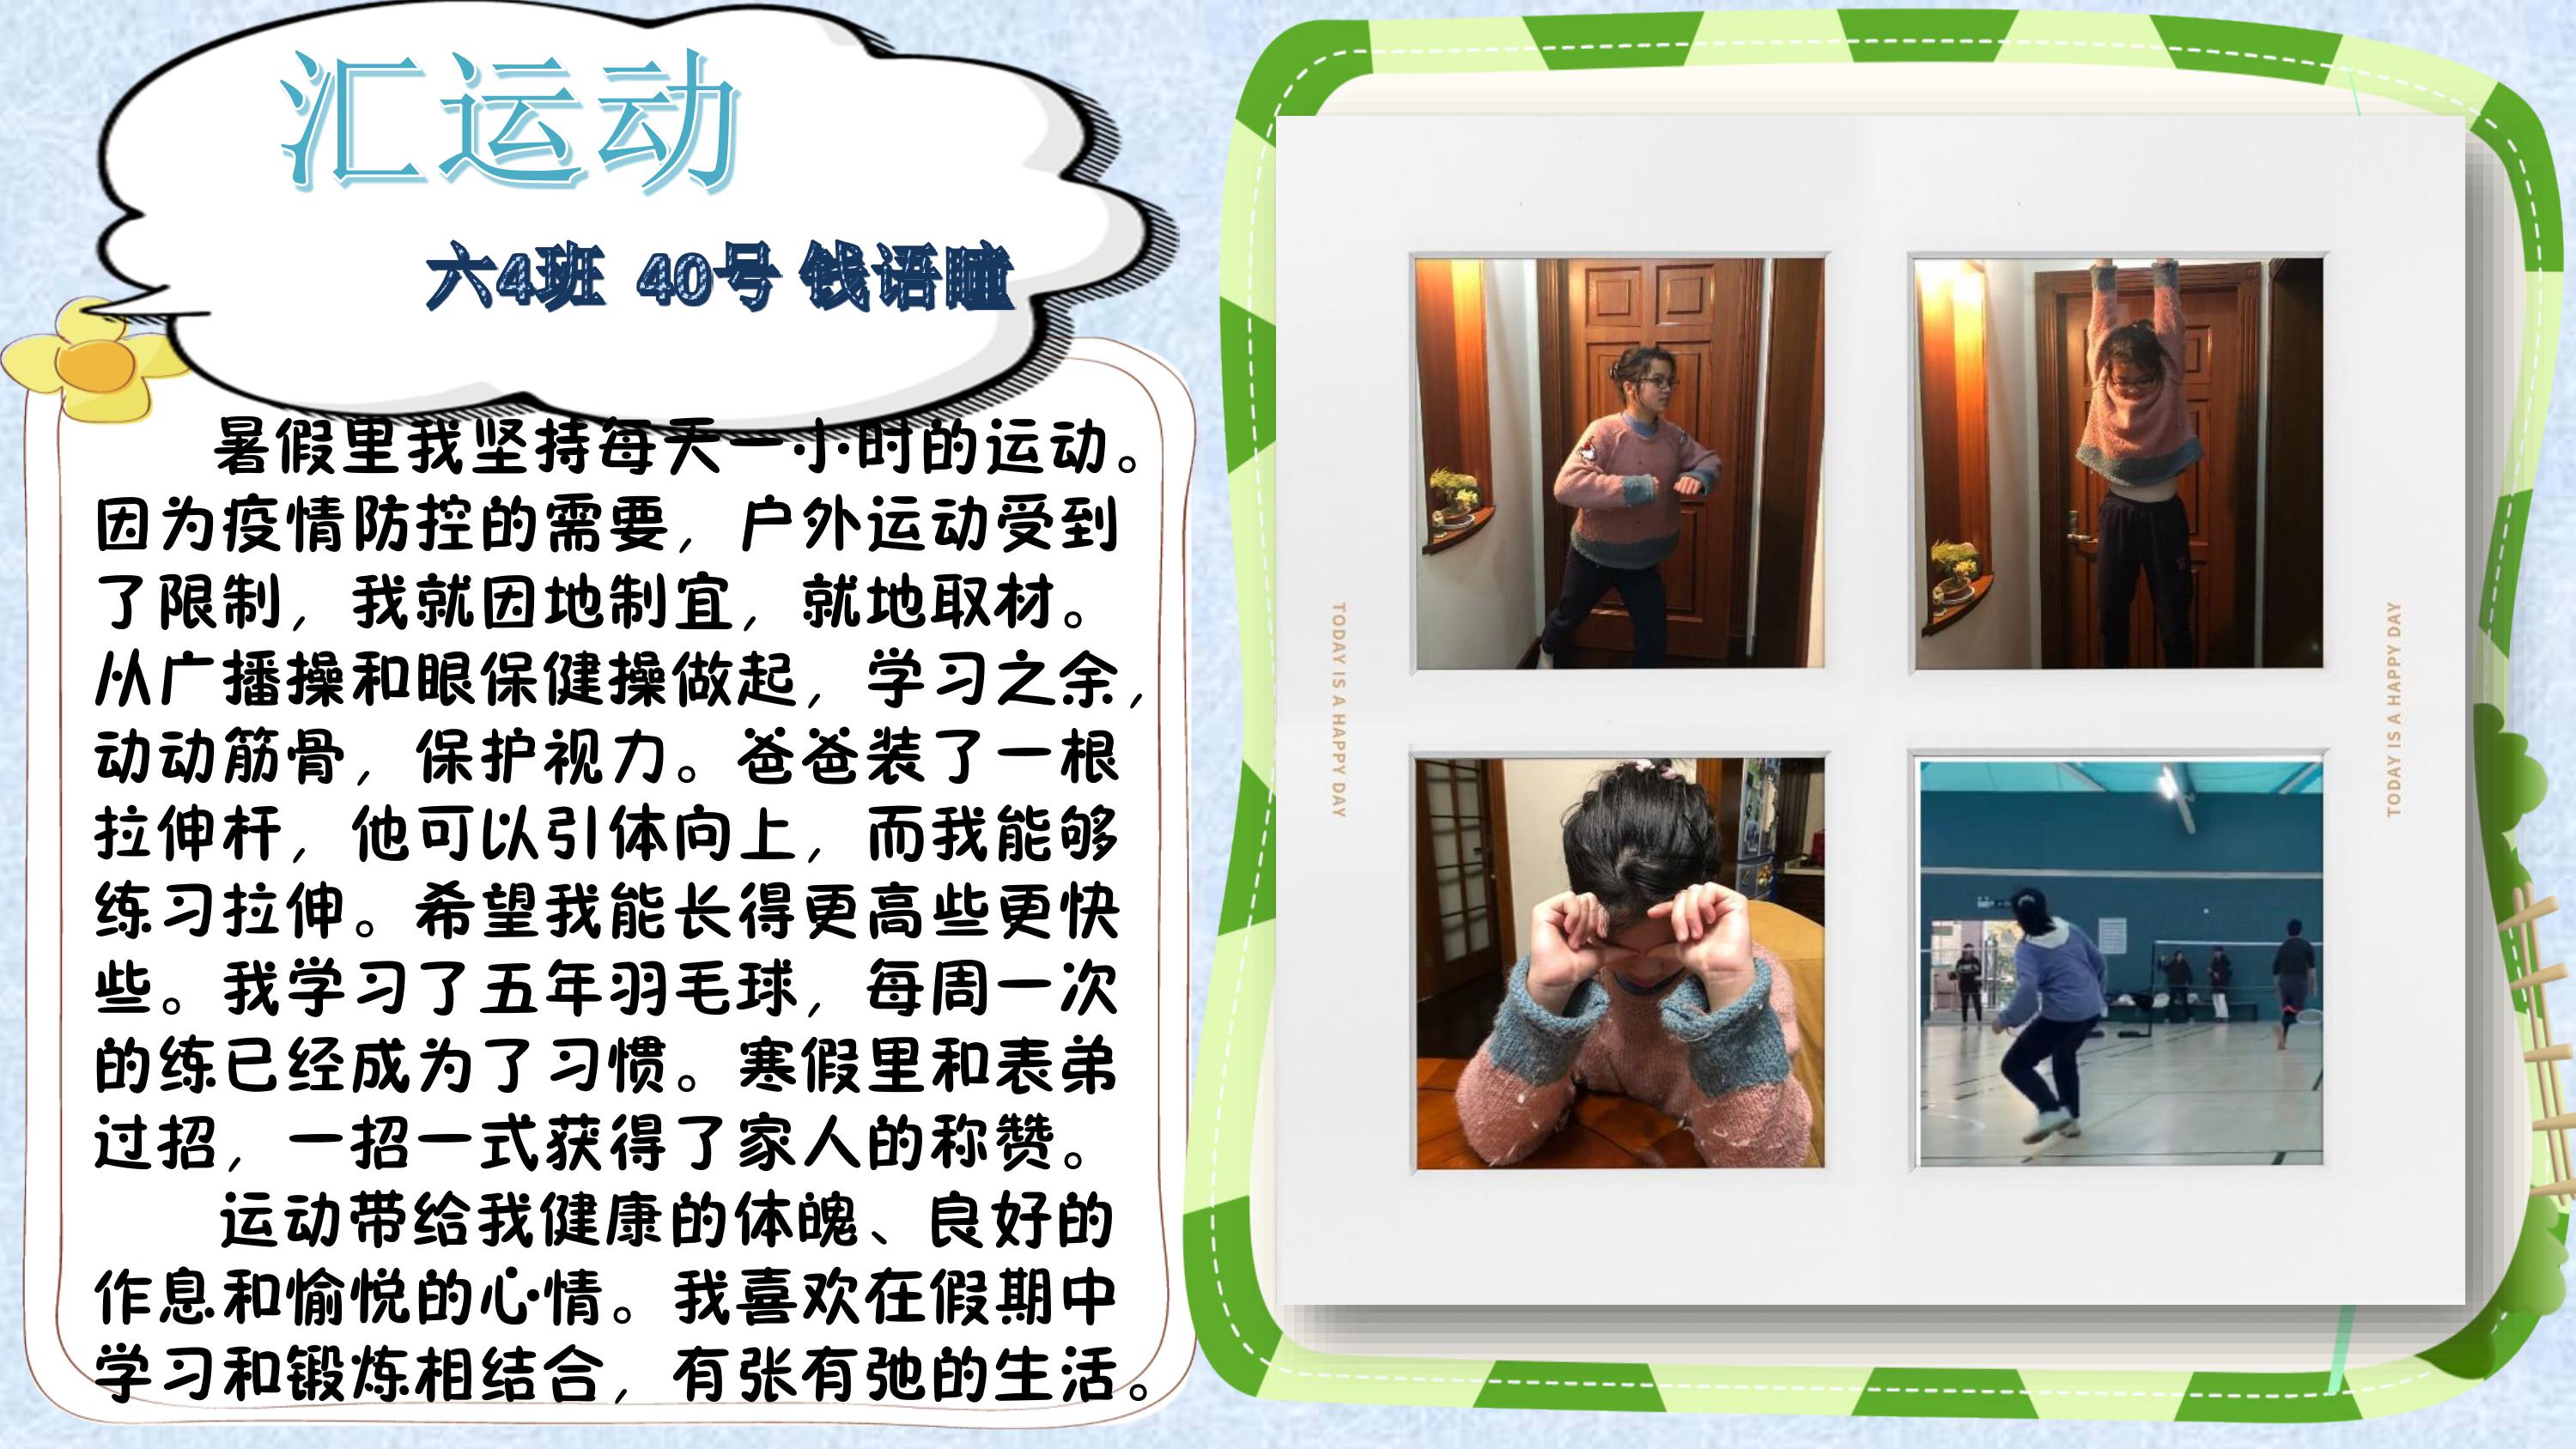 汇运动
六4班 40号 钱语瞳
暑假里我坚持每天一小时的运动。
因为疫情防控的需要，户外运动受到
了限制，我就因地制宜，就地取材。
从广播操和眼保健操做起，学习之余，
动动筋骨，保护视力。爸爸装了一根
拉伸杆，他可以引体向上，而我能够
练习拉伸。希望我能长得更高些更快
些。我学习了五年羽毛球，每周一次
的练已经成为了习惯。寒假里和表弟
过招，一招一式获得了家人的称赞。
运动带给我健康的体魄、良好的
作息和愉悦的心情。我喜欢在假期中
学习和锻炼相结合，有张有弛的生活。
TODAY IS A HAPPY DAY
TODAY IS A HAPPY DAY